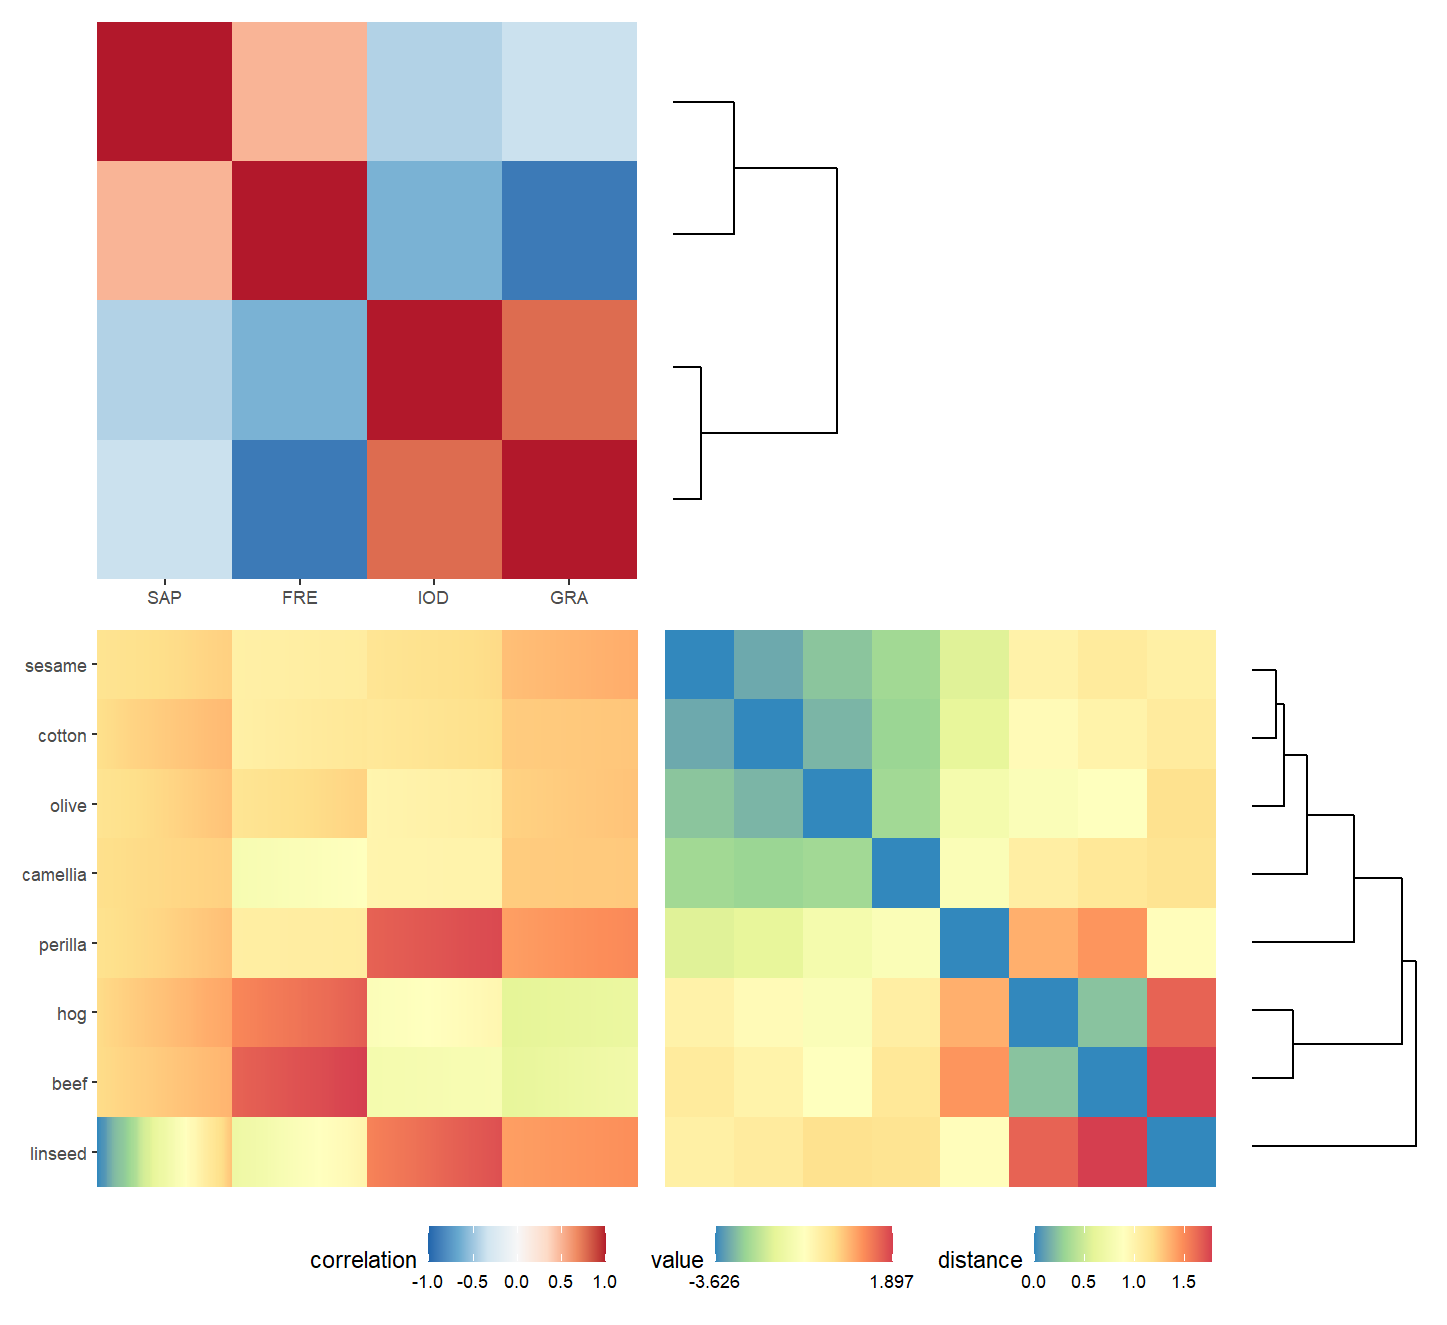 SAP FRE IOD GRA
sesame
cotton
olive
camellia
perilla
hog
beef
linseed
correlation
-1.0 -0.5 0.0 0.5 1.0
value
-3.626 1.897
distance
0.0 0.5 1.0 1.5